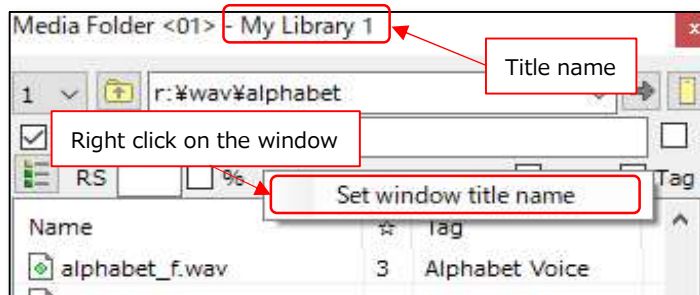 Media Folder <01> - My Library 1
x
Title name
1
r:¥wav¥alphabet
Right click on the window
RS
%
Tag
Set window title name
Name ☆ Tag
alphabet_f.wav 3 Alphabet Voice